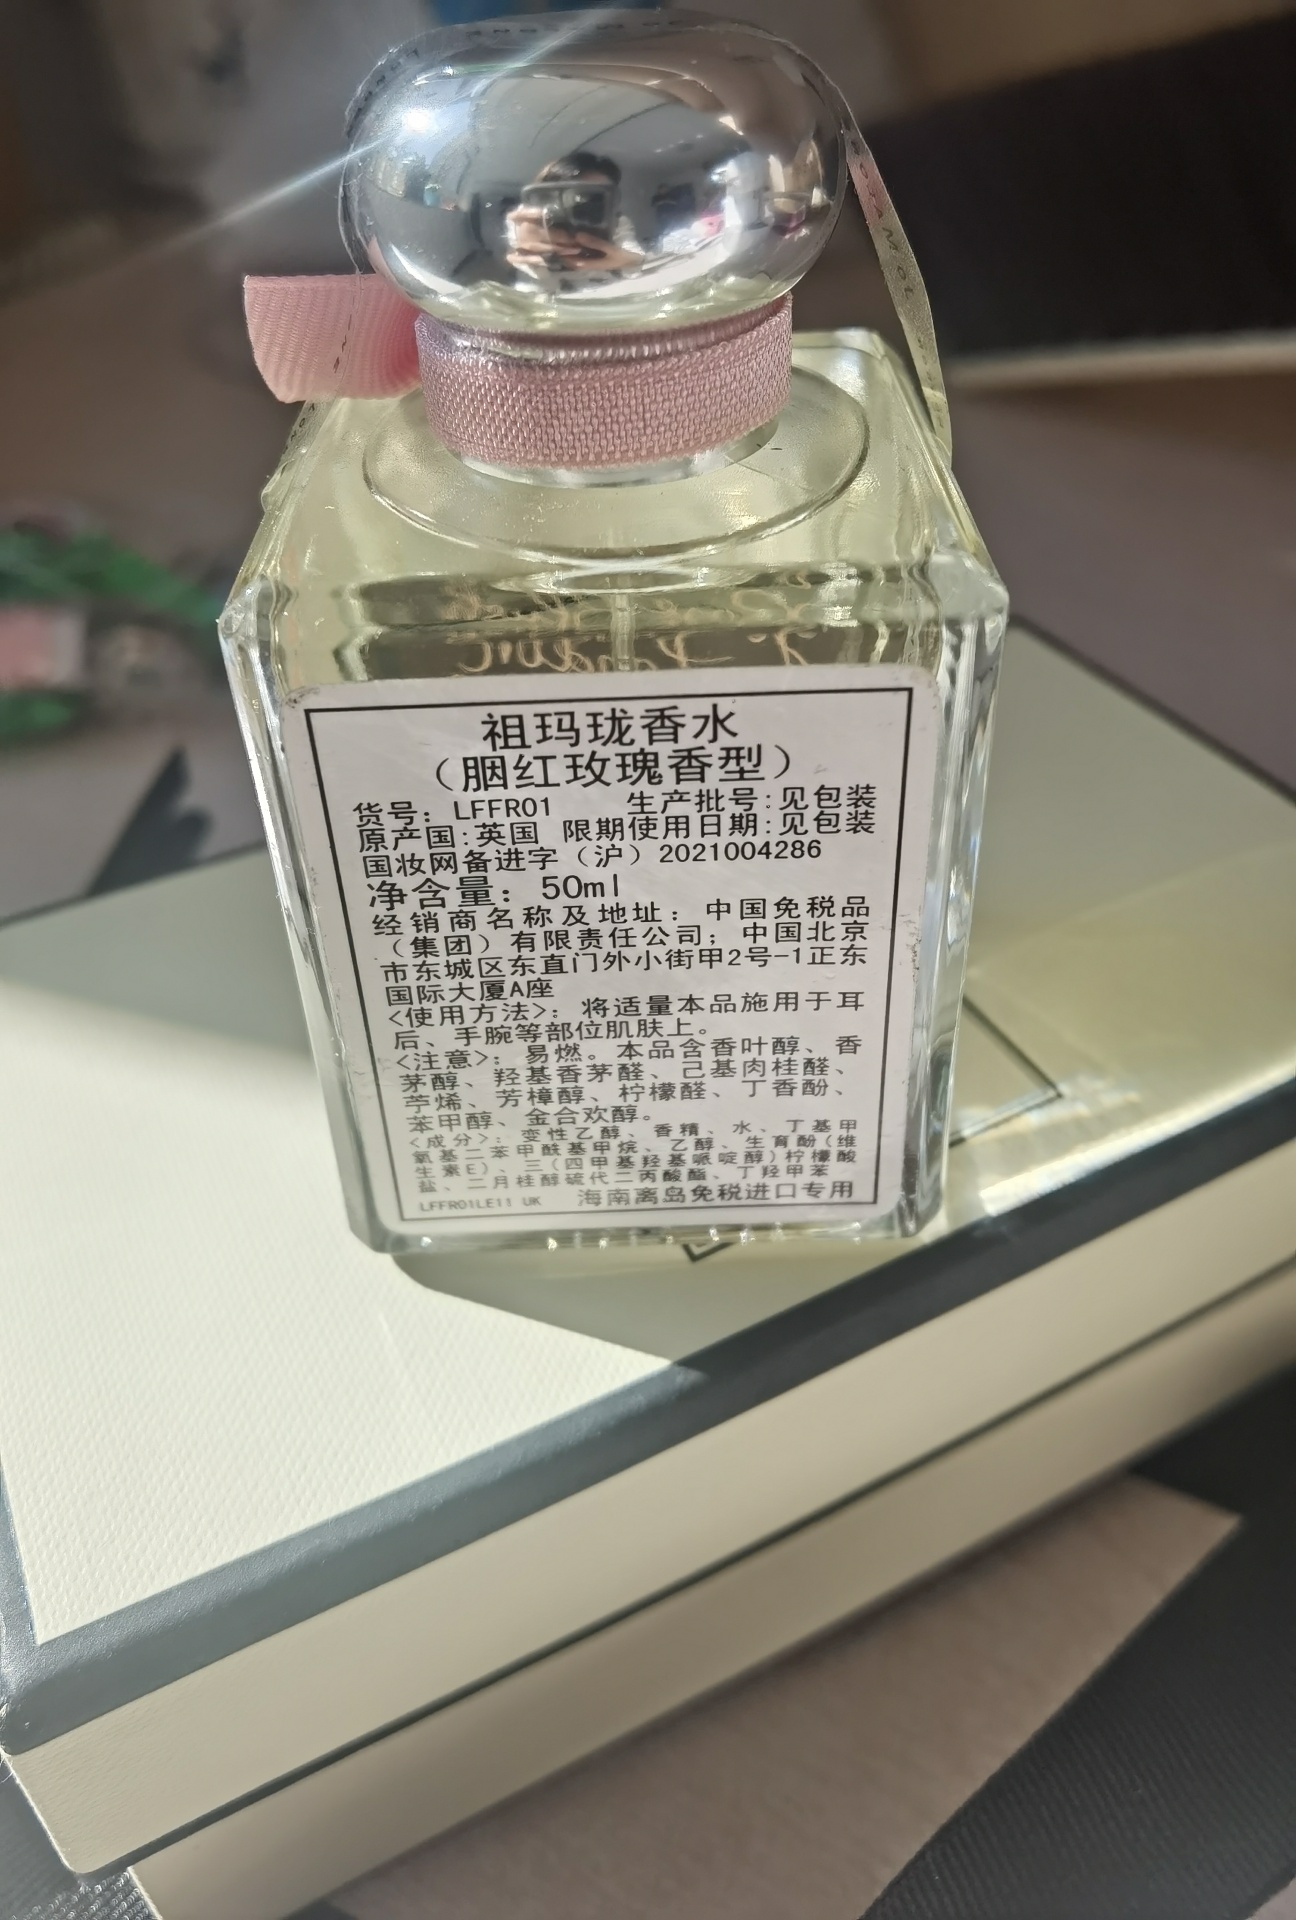 祖玛珑香水
（胭红玫瑰香型）
货号：LFFR01 生产批号:见包装
原产国:英国 限期使用日期:见包装
国妆网备进字（沪）2021004286
净含量：50ml
经销商名称及地址：中国免税品
（集团）有限责任公司；中国北京
市东城区东直门外小街甲2号-1正东
国际大厦A座
<使用方法>：将适量本品施用于耳
后、手腕等部位肌肤上。
<注意>：易燃。本品含香叶醇、香
茅醇、羟基香茅醛、己基肉桂醛、
苧烯、芳樟醇、柠檬醛、丁香酚、
苯甲醇、金合欢醇。
<成分>：变性乙醇、香精、水、丁基甲
氧基二苯甲酰基甲烷、乙醇、生育酚(维
生素E)、三(四甲基羟基哌啶醇)柠檬酸
盐、二月桂醇硫代二丙酸酯、丁羟甲苯
LFFR01LE11 UK 海南离岛免税进口专用